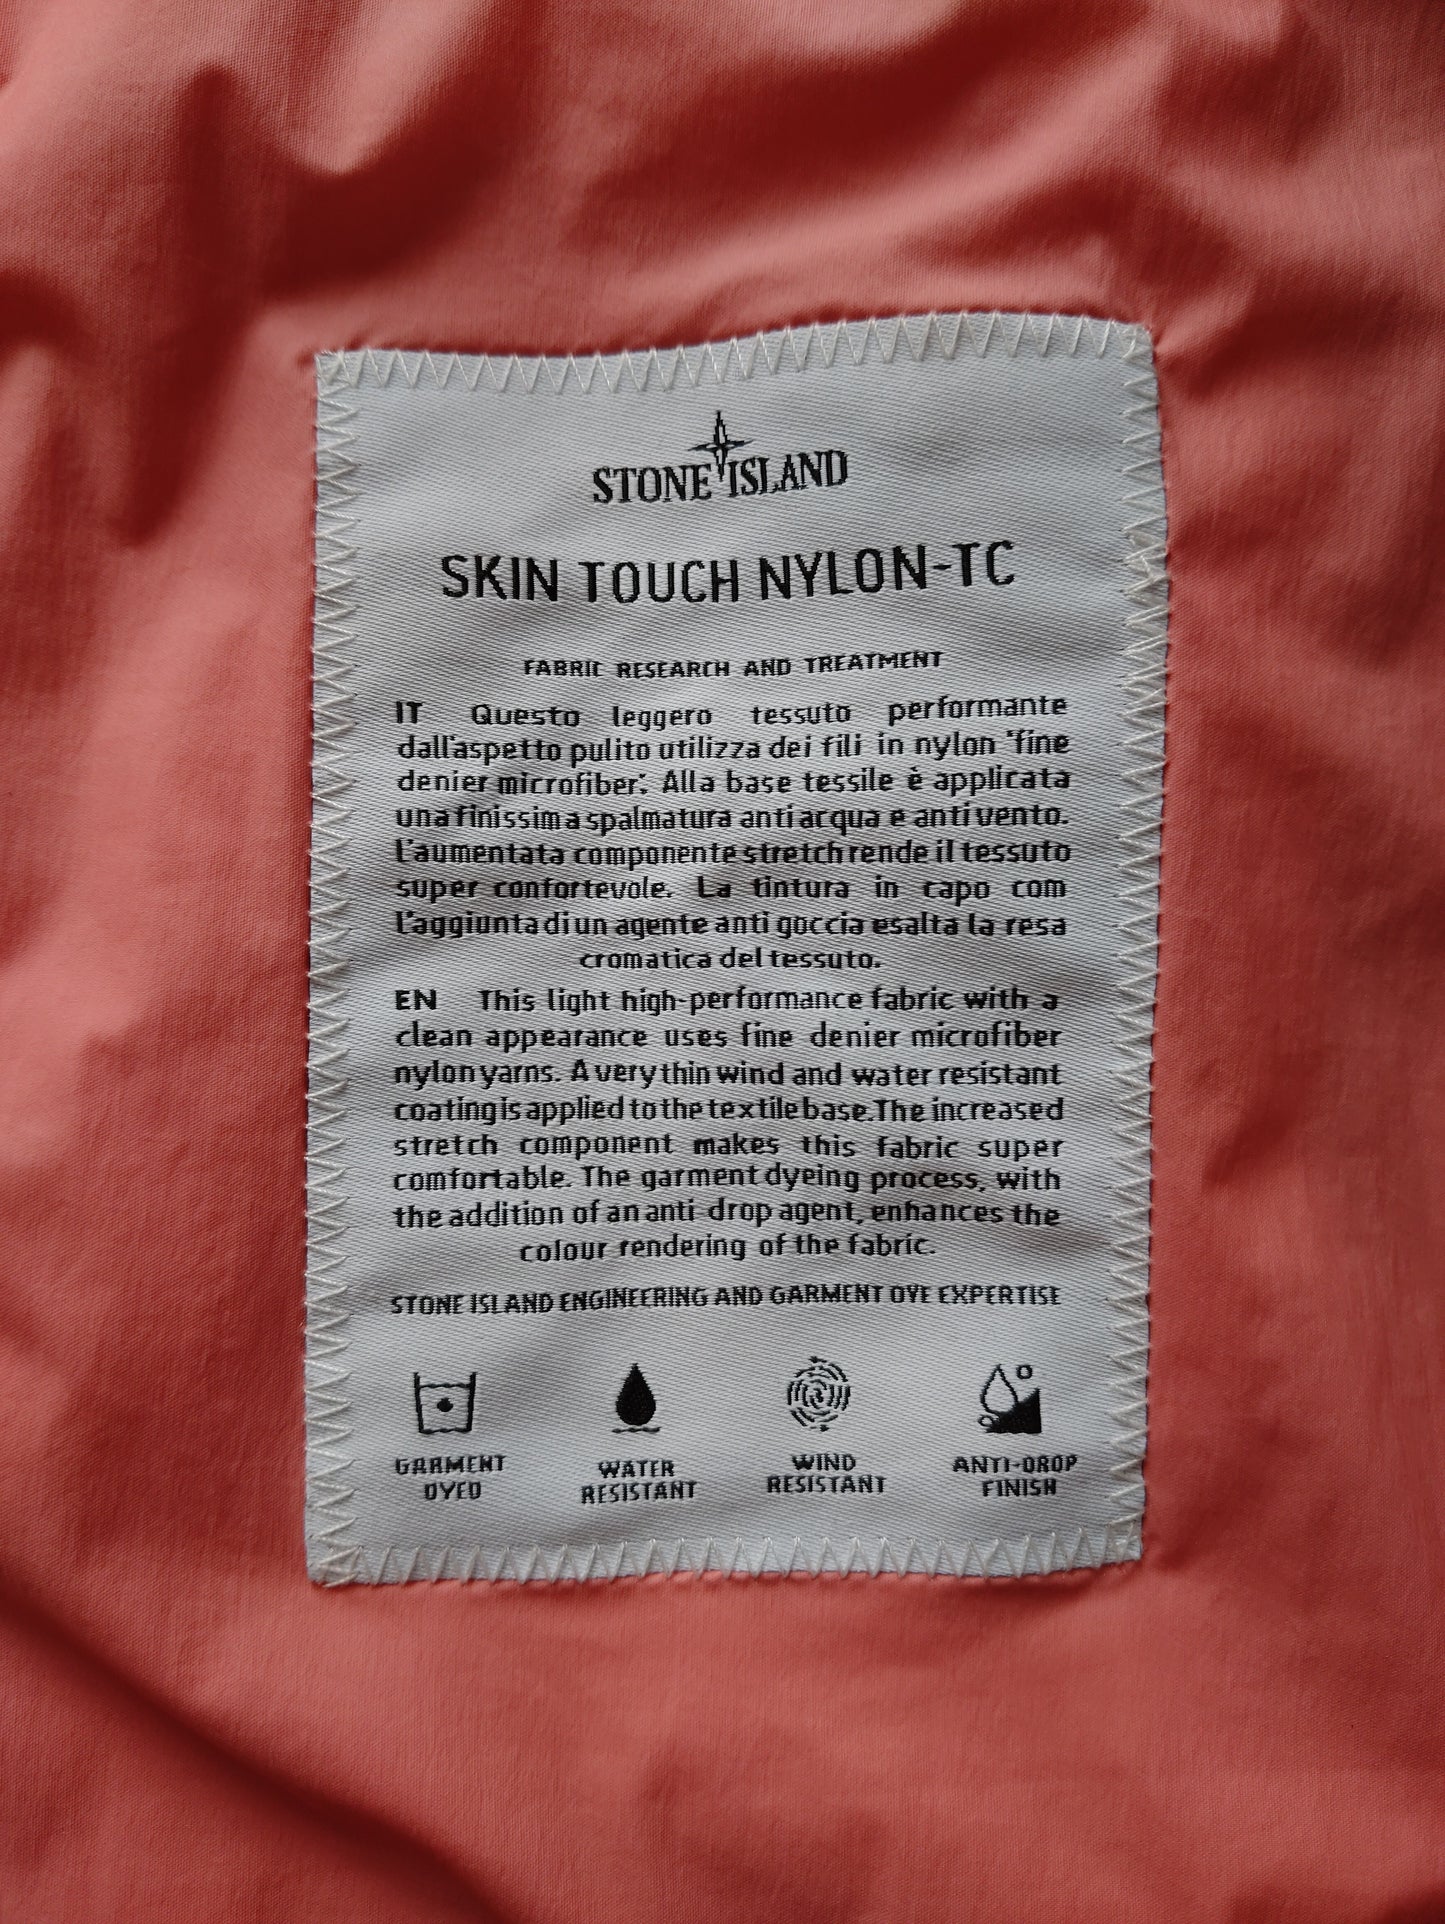 STONE ISLAND
SKIN TOUCH NYLON-TC
FABRIC RESEARCH AND TREATMENT
IT Questo leggero tessuto performante
dall'aspetto pulito utilizza dei fili in nylon 'fine
denier microfiber'. Alla base tessile è applicata
una finissima spalmatura anti acqua e anti vento.
L'aumentata componente stretch rende il tessuto
super confortevole. La tintura in capo com
l'aggiunta di un agente anti goccia esalta la resa
cromatica del tessuto.
EN This light high-performance fabric with a
clean appearance uses fine denier microfiber
nylon yarns. A very thin wind and water resistant
coating is applied to the textile base. The increased
stretch component makes this fabric super
comfortable. The garment dyeing process, with
the addition of an anti-drop agent, enhances the
colour rendering of the fabric.
STONE ISLAND ENGINEERING AND GARMENT DYE EXPERTISE
GARMENT DYED
WATER RESISTANT
WIND RESISTANT
ANTI-DROP FINISH